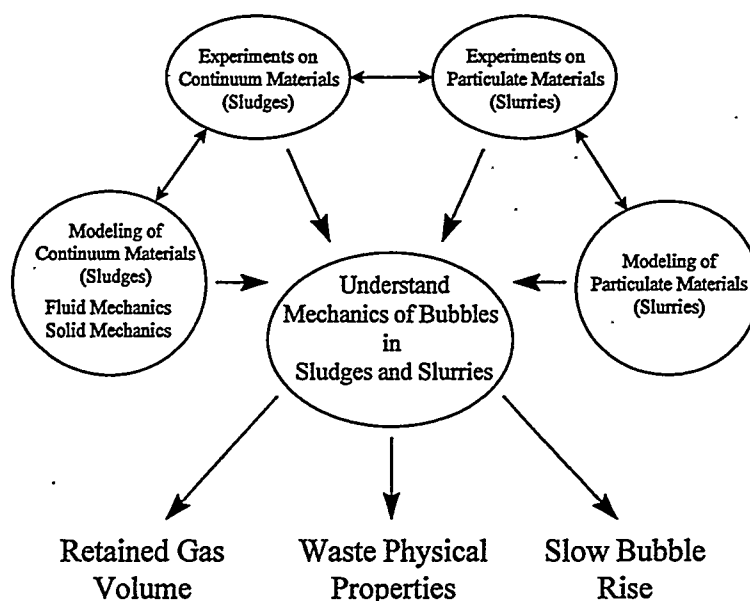 Experiments on
Continuum Materials
(Sludges)
Experiments on
Particulate Materials
(Slurries)
Modeling of
Continuum Materials
(Sludges)
Fluid Mechanics
Solid Mechanics
Understand
Mechanics of Bubbles
in
Sludges and Slurries
Modeling of
Particulate Materials
(Slurries)
Retained Gas
Volume
Waste Physical
Properties
Slow Bubble
Rise